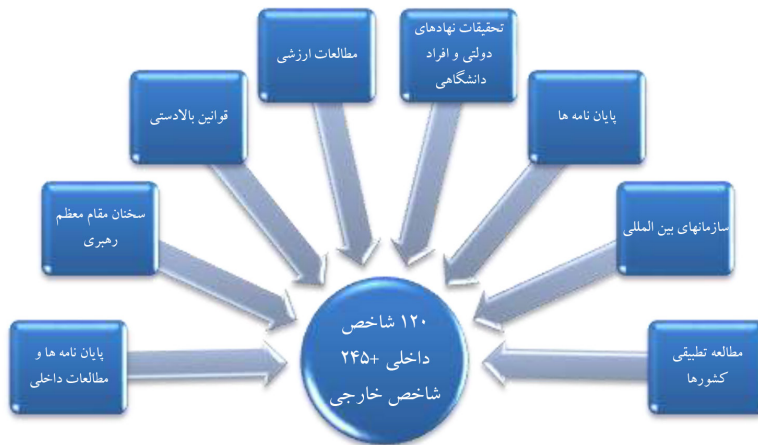 تحقیقات نهادهای
دولتی و افراد
دانشگاهی
مطالعات ارزشی
پایان نامه ها
قوانین بالادستی
سازمانهای بین المللی
سخنان مقام معظم
رهبری
مطالعه تطبیقی
کشورها
پایان نامه ها و
مطالعات داخلی
۱۲۰ شاخص
داخلی +۲۴۵
شاخص خارجی